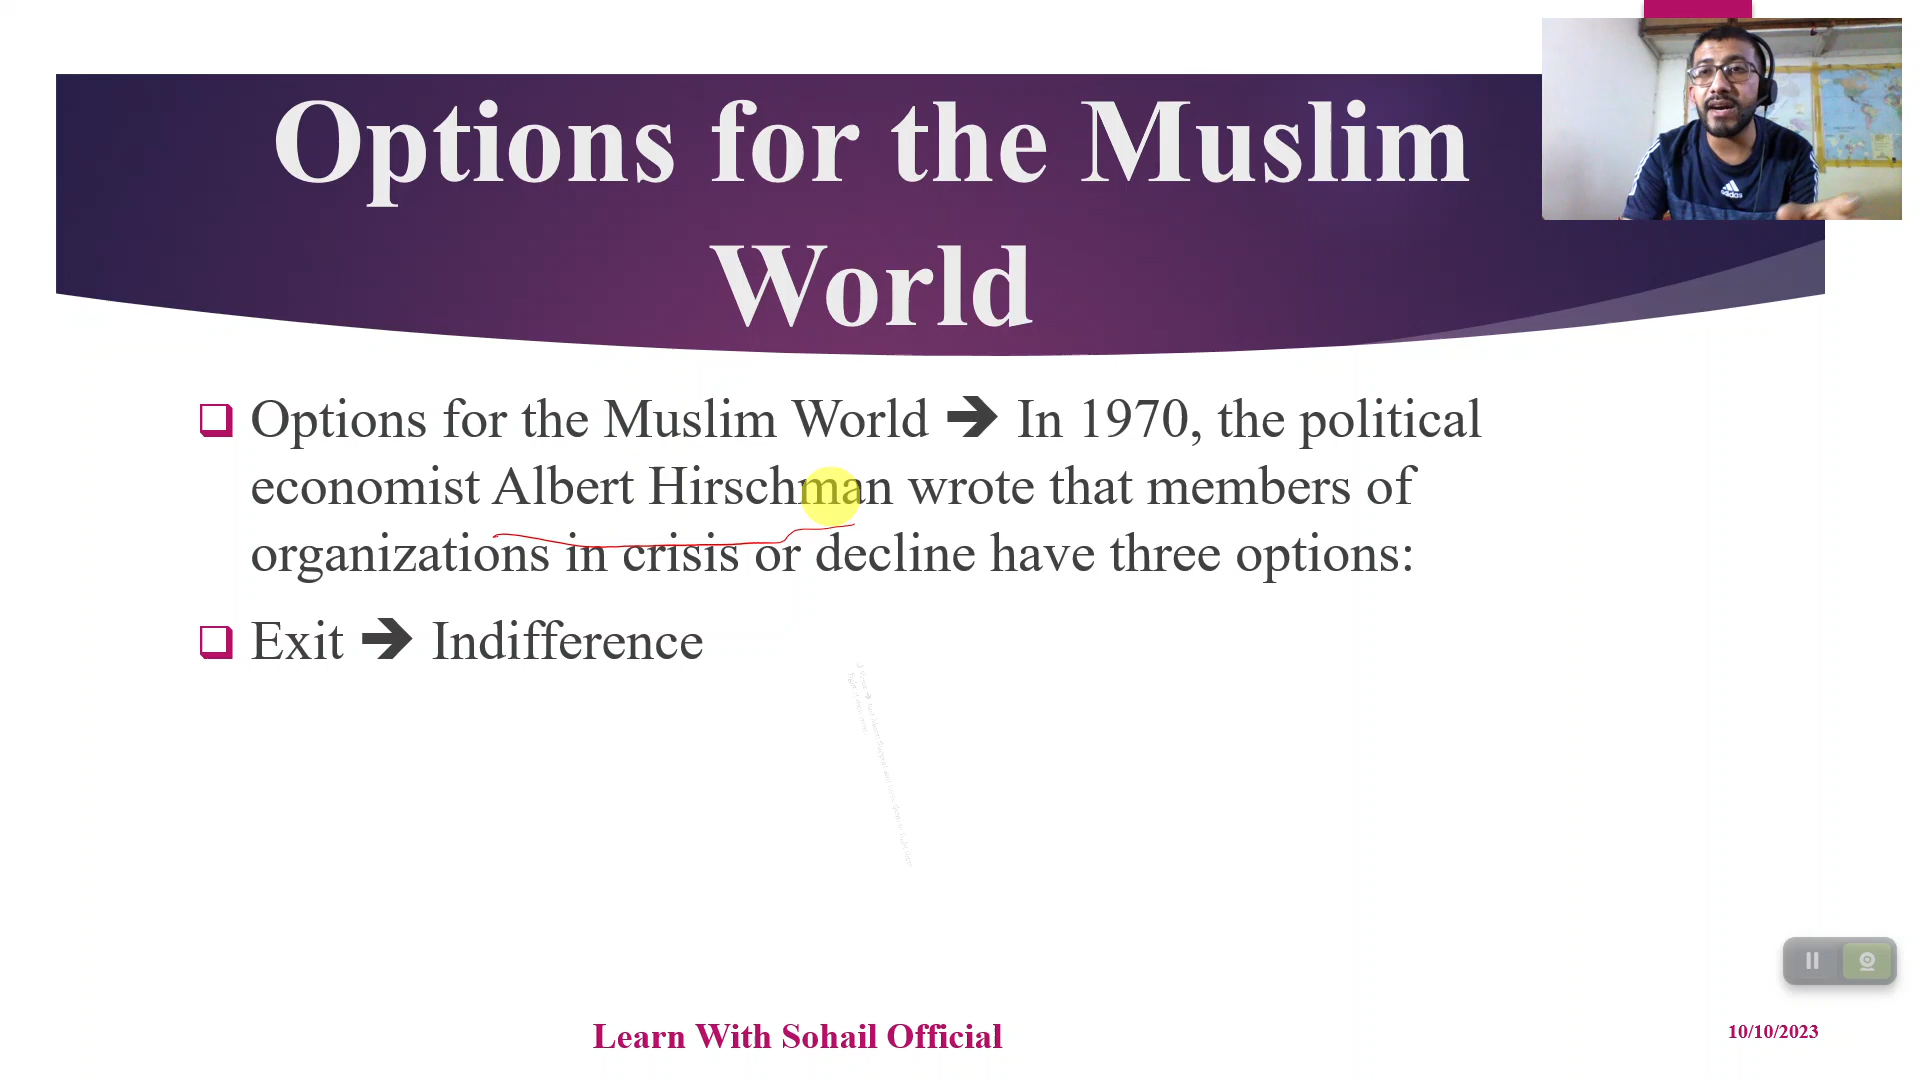 Options for the Muslim
World
adidas
Options for the Muslim World ➔ In 1970, the political
economist Albert Hirschman wrote that members of
organizations in crisis or decline have three options:
Exit ➔ Indifference
Learn With Sohail Official
10/10/2023